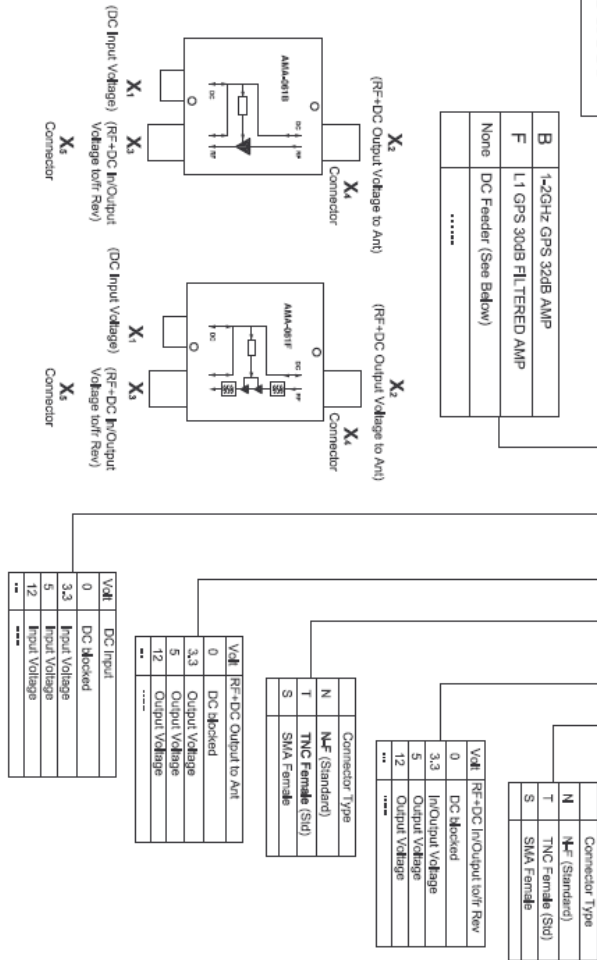 B 1-2GHz GPS 32dB AMP
F L1 GPS 30dB FILTERED AMP
None DC Feeder (See Below)
......
X₂
(RF+DC Output Voltage to Ant)
X₄
Connector
AMA-061B
DC
RF
DC
RF
X₁
(DC Input Voltage)
X₃
(RF+DC In/Output
Voltage to/fr Rev)
X₅
Connector
X₂
(RF+DC Output Voltage to Ant)
X₄
Connector
AMA-061F
DC
RF
DC
RF
X₁
(DC Input Voltage)
X₃
(RF+DC In/Output
Voltage to/fr Rev)
X₅
Connector
Connector Type
N N-F (Standard)
T TNC Female (Std)
S SMA Female
Volt RF+DC In/Output to/fr Rev
0 DC blocked
3.3 In/Output Voltage
5 Output Voltage
12 Output Voltage
... ----
Connector Type
N N-F (Standard)
T TNC Female (Std)
S SMA Female
Volt RF+DC Output to Ant
0 DC blocked
3.3 Output Voltage
5 Output Voltage
12 Output Voltage
-- ----
Volt DC Input
0 DC blocked
3.3 Input Voltage
5 Input Voltage
12 Input Voltage
-- ---